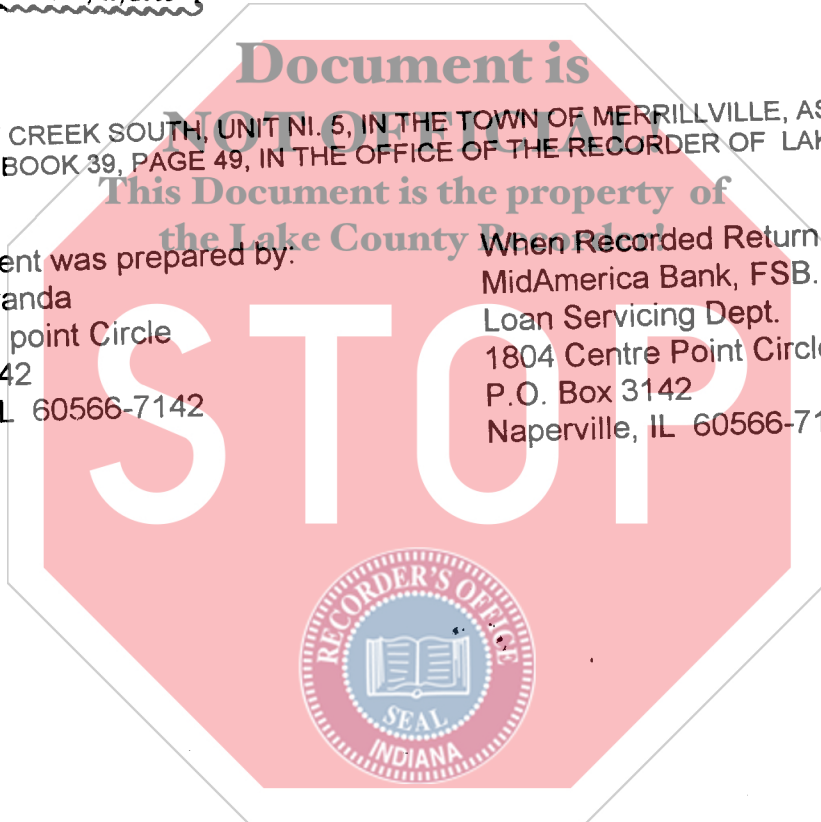 Document is
NOT OFFICIAL!
CREEK SOUTH, UNIT NI. 5, IN THE TOWN OF MERRILLVILLE, AS
BOOK 39, PAGE 49, IN THE OFFICE OF THE RECORDER OF LAK
This Document is the property of
the Lake County Recorder!
ent was prepared by:
anda
point Circle
42
L 60566-7142
When Recorded Return
MidAmerica Bank, FSB.
Loan Servicing Dept.
1804 Centre Point Circle
P.O. Box 3142
Naperville, IL 60566-71
STOP
RECORDER'S OFFICE
SEAL
INDIANA